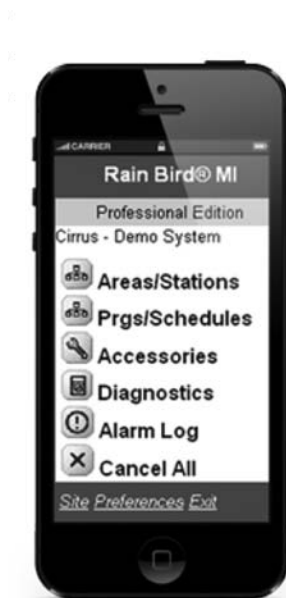 CARRIER
Rain Bird® MI
Professional Edition
Cirrus - Demo System
Areas/Stations
Prgs/Schedules
Accessories
Diagnostics
Alarm Log
Cancel All
Site Preferences Exit